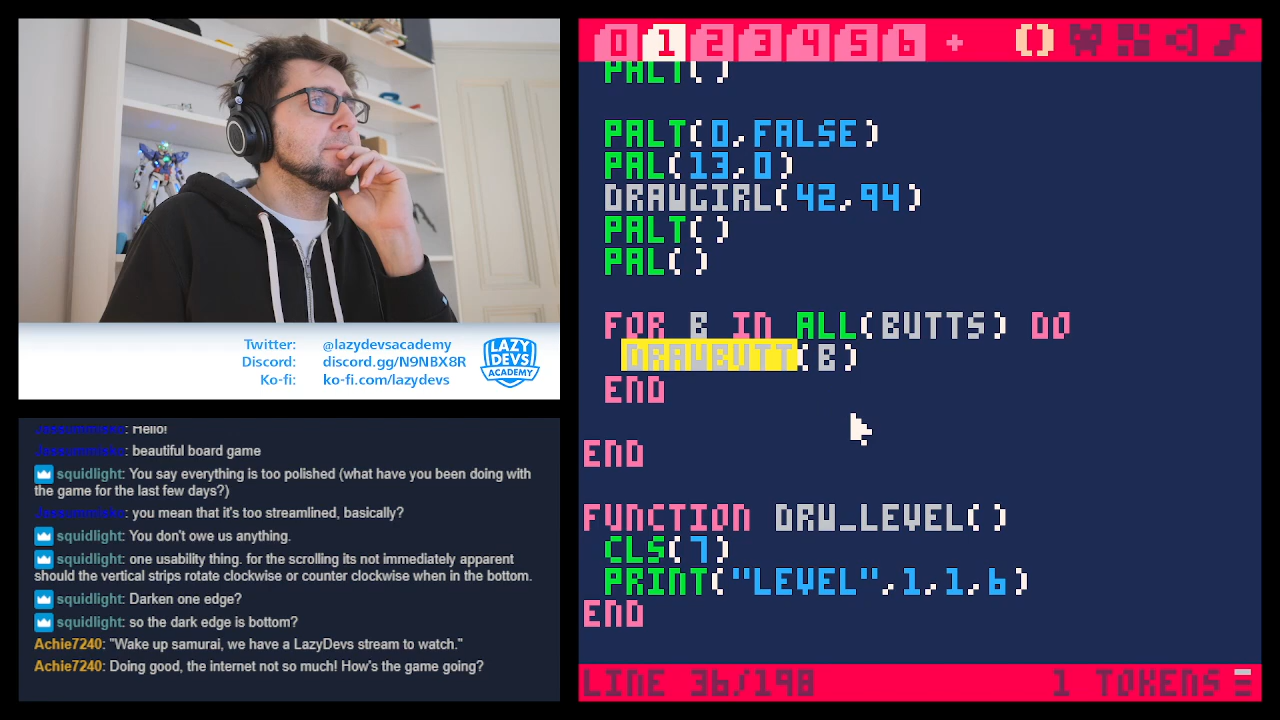 Twitter: @lazydevsacademy
Discord: discord.gg/N9NBX8R
Ko-fi: ko-fi.com/lazydevs
LAZY
DEVS
ACADEMY
Hello!
beautiful board game
squidlight: You say everything is too polished (what have you been doing with
the game for the last few days?)
you mean that it's too streamlined, basically?
squidlight: You don't owe us anything.
squidlight: one usability thing. for the scrolling its not immediately apparent
should the vertical strips rotate clockwise or counter clockwise when in the bottom.
squidlight: Darken one edge?
squidlight: so the dark edge is bottom?
Achie7240: "Wake up samurai, we have a LazyDevs stream to watch."
Achie7240: Doing good, the internet not so much! How's the game going?
0 1 2 3 4 5 6 + ()
PALT()
PALT(0,FALSE)
PAL(13,0)
DRAWGIRL(42,94)
PALT()
PAL()
FOR B IN ALL(BUTTS) DO
DRAWBUTT(B)
END
END
FUNCTION DRW_LEVEL()
CLS(7)
PRINT("LEVEL",1,1,6)
END
LINE 36/198 1 TOKENS